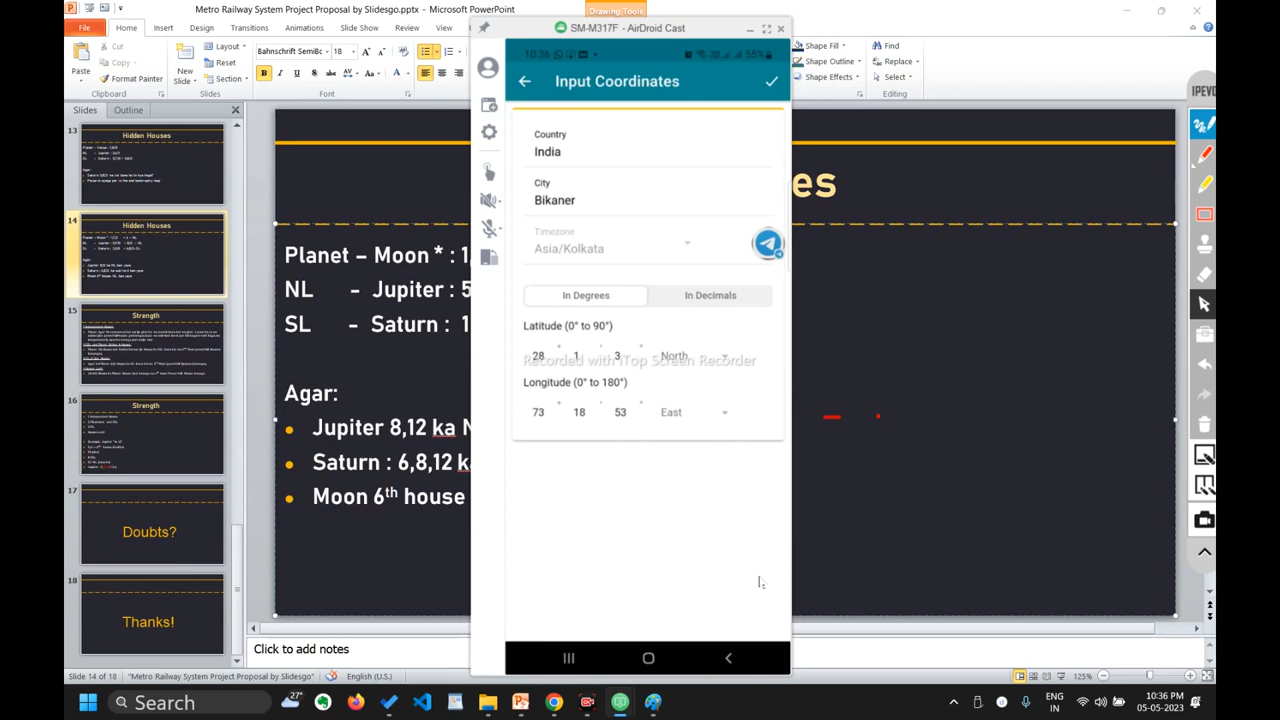 Metro Railway System Project Proposal by Slidesgo.pptx - Microsoft PowerPoint
Drawing Tools
File Home Insert Design Transitions Animations Slide Show Review
Cut
Copy
Format Painter
Paste
Clipboard
New Slide
Layout
Reset
Section
Slides
Bahnschrift SemiBc 18
Font
Shape Fill
Shape Outline
Shape Effects
Find
Replace
Select
Editing
Slides Outline
13
Hidden Houses
14
Hidden Houses
15
Strength
16
Strength
17
Doubts?
18
Thanks!
es
Planet – Moon * : 1,
NL - Jupiter : 5
SL - Saturn : 1
Agar:
Jupiter 8,12 ka N
Saturn : 6,8,12 k
Moon 6th house
SM-M317F - AirDroid Cast
10:36
55%
Input Coordinates
Country
India
City
Bikaner
Timezone
Asia/Kolkata
In Degrees In Decimals
Latitude (0° to 90°)
28 1 3 North
Recorded with iTop Screen Recorder
Longitude (0° to 180°)
73 18 53 East
IPEVO
Click to add notes
Slide 14 of 18 "Metro Railway System Project Proposal by Slidesgo" English (U.S.) 125%
27°
Search
ENG
IN
10:36 PM
05-05-2023